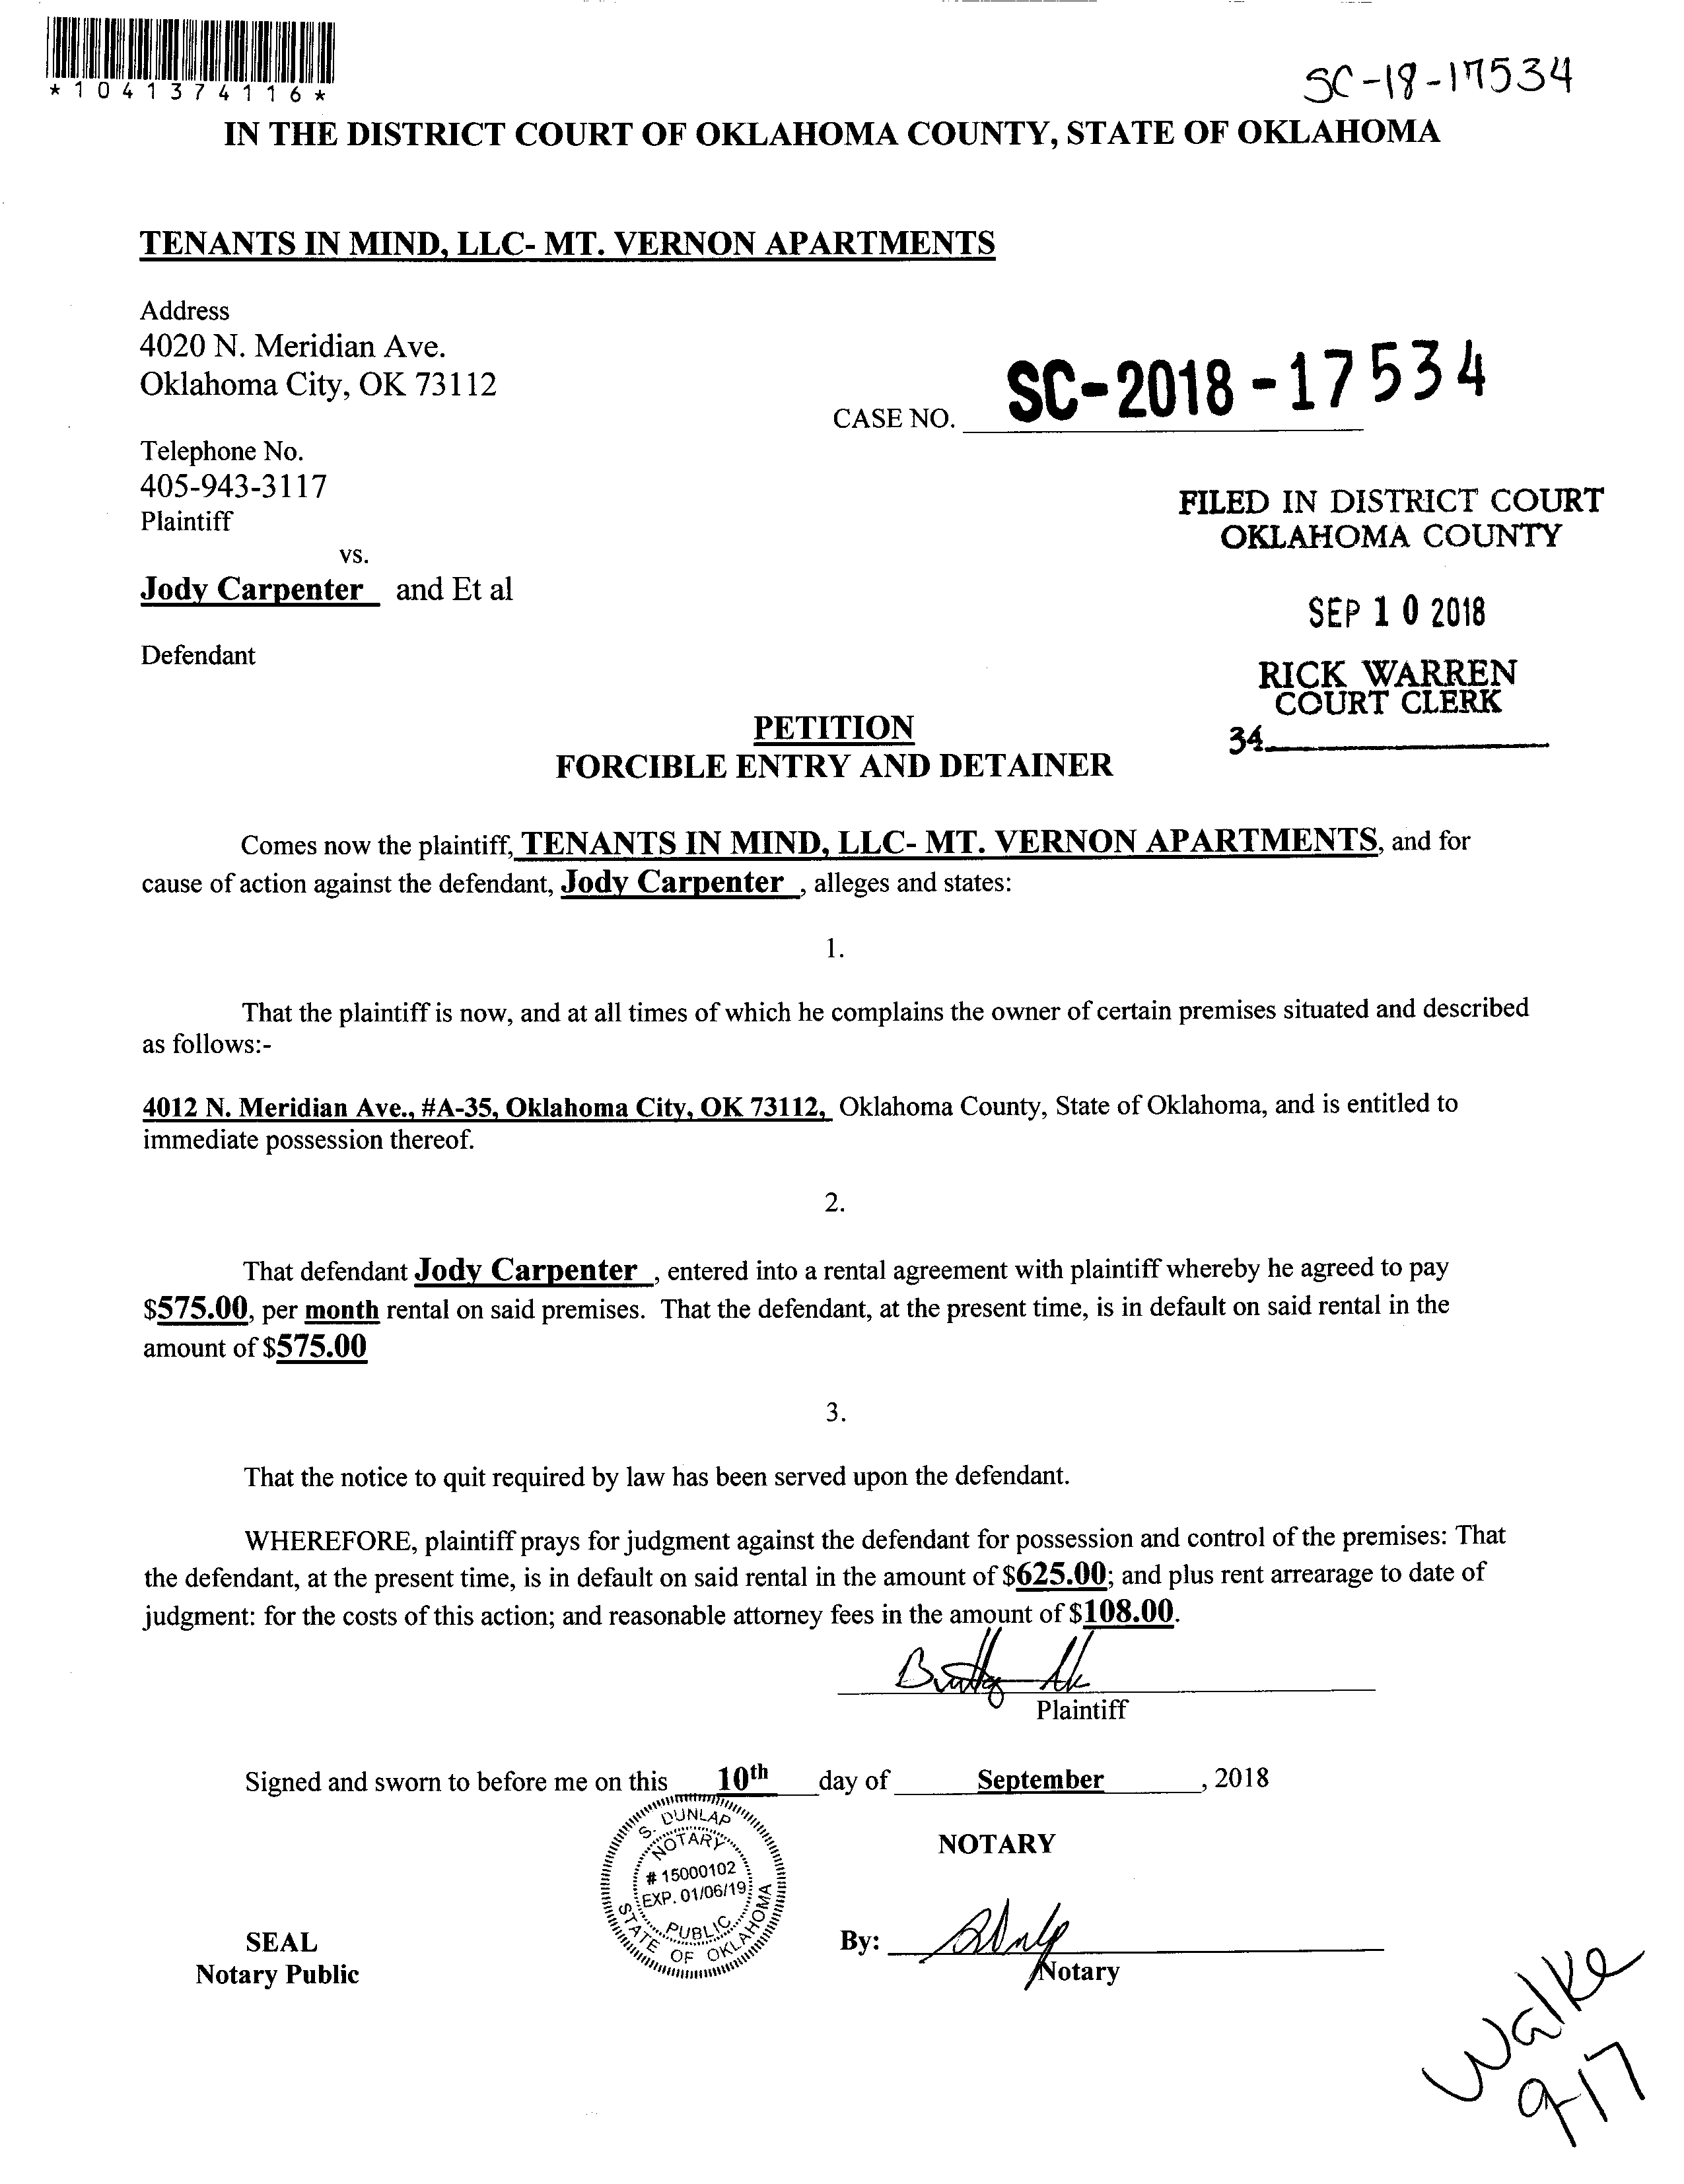 *1041374116*
SC-18-17534
IN THE DISTRICT COURT OF OKLAHOMA COUNTY, STATE OF OKLAHOMA
TENANTS IN MIND, LLC- MT. VERNON APARTMENTS
Address
4020 N. Meridian Ave.
Oklahoma City, OK 73112
CASE NO. SC-2018-17534
Telephone No.
405-943-3117
Plaintiff
vs.
Jody Carpenter and Et al
Defendant
FILED IN DISTRICT COURT
OKLAHOMA COUNTY
SEP 10 2018
RICK WARREN
COURT CLERK
34
PETITION
FORCIBLE ENTRY AND DETAINER
Comes now the plaintiff, TENANTS IN MIND, LLC- MT. VERNON APARTMENTS, and for
cause of action against the defendant, Jody Carpenter , alleges and states:
1.
That the plaintiff is now, and at all times of which he complains the owner of certain premises situated and described
as follows:-
4012 N. Meridian Ave., #A-35, Oklahoma City, OK 73112, Oklahoma County, State of Oklahoma, and is entitled to
immediate possession thereof.
2.
That defendant Jody Carpenter , entered into a rental agreement with plaintiff whereby he agreed to pay
$575.00, per month rental on said premises. That the defendant, at the present time, is in default on said rental in the
amount of $575.00
3.
That the notice to quit required by law has been served upon the defendant.
WHEREFORE, plaintiff prays for judgment against the defendant for possession and control of the premises: That
the defendant, at the present time, is in default on said rental in the amount of $625.00; and plus rent arrearage to date of
judgment: for the costs of this action; and reasonable attorney fees in the amount of $108.00.
Plaintiff
Signed and sworn to before me on this 10th day of September , 2018
S. DUNLAP
NOTARY
# 15000102
EXP. 01/06/19
PUBLIC
STATE OF OKLAHOMA
NOTARY
SEAL
Notary Public
By:
Notary
Walke
9-17